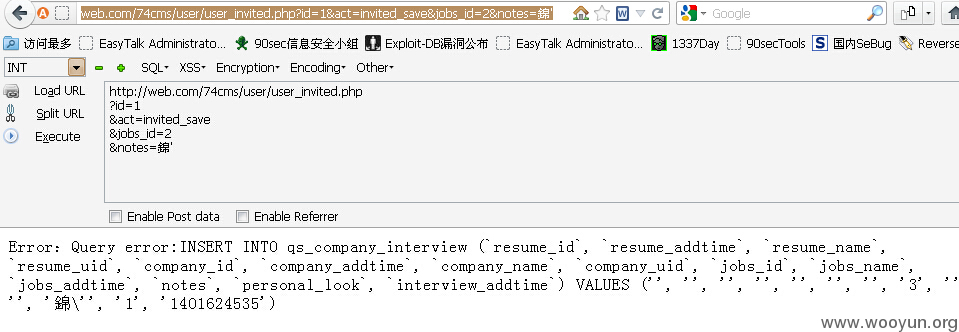 web.com/74cms/user/user_invited.php?id=1&act=invited_save&jobs_id=2&notes=錦'
Google
访问最多 EasyTalk Administrato... 90sec信息安全小组 Exploit-DB漏洞公布 EasyTalk Administrato... 1337Day 90secTools 国内SeBug Reverse
INT SQL▾ XSS▾ Encryption▾ Encoding▾ Other▾
Load URL
Split URL
Execute
http://web.com/74cms/user/user_invited.php
?id=1
&act=invited_save
&jobs_id=2
&notes=錦'
Enable Post data Enable Referrer
Error：Query error:INSERT INTO qs_company_interview (`resume_id`, `resume_addtime`, `resume_name`,
`resume_uid`, `company_id`, `company_addtime`, `company_name`, `company_uid`, `jobs_id`, `jobs_name`,
`jobs_addtime`, `notes`, `personal_look`, `interview_addtime`) VALUES ('', '', '', '', '', '', '', '3', ''
'', '錦\'', '1', '1401624535')
www.wooyun.org